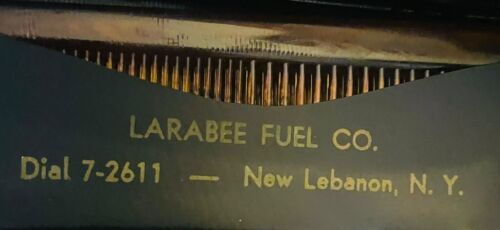 LARABEE FUEL CO.
Dial 7-2611 — New Lebanon, N. Y.